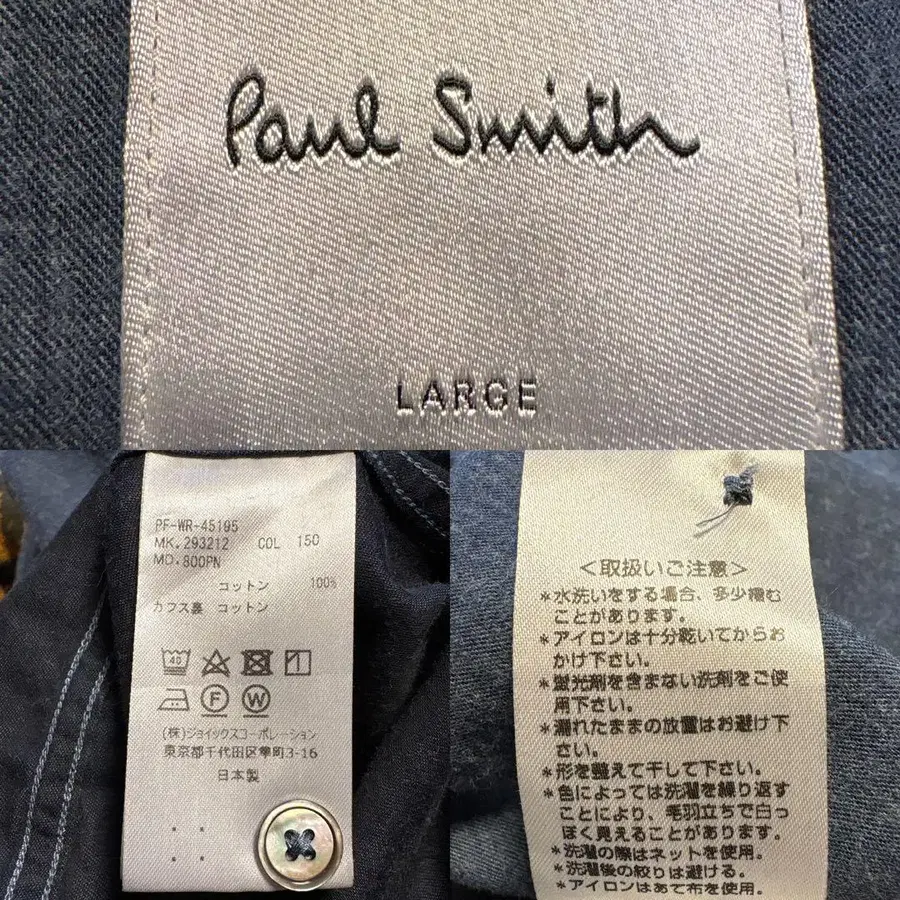 Paul Smith
LARGE
PF-WR-45195
MK.293212 COL 150
MD.800PN
コットン 100%
カフス裏 コットン
40
F W
(株)ジョイックスコーポレーション
東京都千代田区隼町3-16
日本製
<取扱いご注意>
*水洗いをする場合、多少縮む
ことがあります。
*アイロンは十分乾いてからお
かけ下さい。
*蛍光剤を含まない洗剤をご使
用下さい。
*濡れたままの放置はお避け下
さい。
*形を整えて干して下さい。
*色によっては洗濯を繰り返す
ことにより、毛羽立ちで白っ
ぽく見えることがあります。
*洗濯の際はネットを使用。
*洗濯後の絞りは避ける。
*アイロンはあて布を使用。